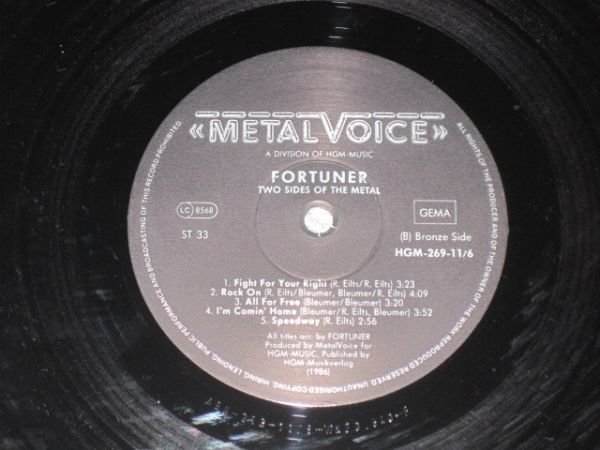 «METALVOICE»
A DIVISION OF HGM-MUSIC
FORTUNER
TWO SIDES OF THE METAL
LC 8568
GEMA
ST 33
(B) Bronze Side
HGM-269-11/6
1. Fight For Your Right (R. Eilts/R. Eilts) 3:23
2. Rock On (R. Eilts/Bleumer, Bleumer/R. Eilts) 4:09
3. All For Free (Bleumer/Bleumer) 3:20
4. I'm Comin' Home (Bleumer/R. Eilts, Bleumer) 3:52
5. Speedway (R. Eilts) 2:56
All titles arr. by FORTUNER
Produced by MetalVoice for
HGM-MUSIC. Published by
HGM-Musikverlag
(1986)
ALL RIGHTS OF THE PRODUCER AND OF THE OWNER OF THE WORK REPRODUCED RESERVED. UNAUTHORISED COPYING, HIRING, LENDING, PUBLIC PERFORMANCE AND BROADCASTING OF THIS RECORD PROHIBITED